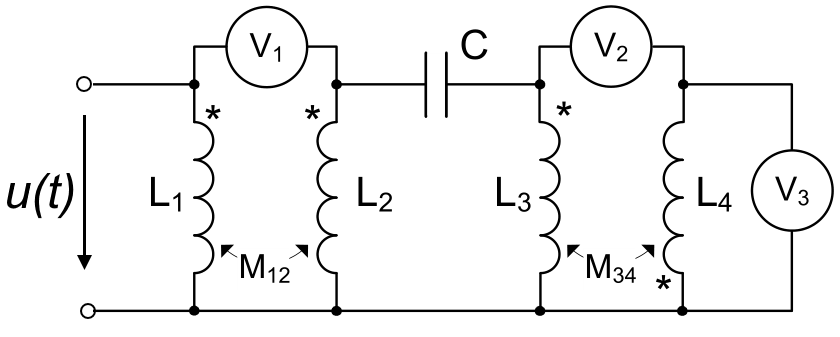 V₁
C
V₂
*
*
*
u(t)
L₁
L₂
L₃
L₄
V₃
M₁₂
M₃₄
*